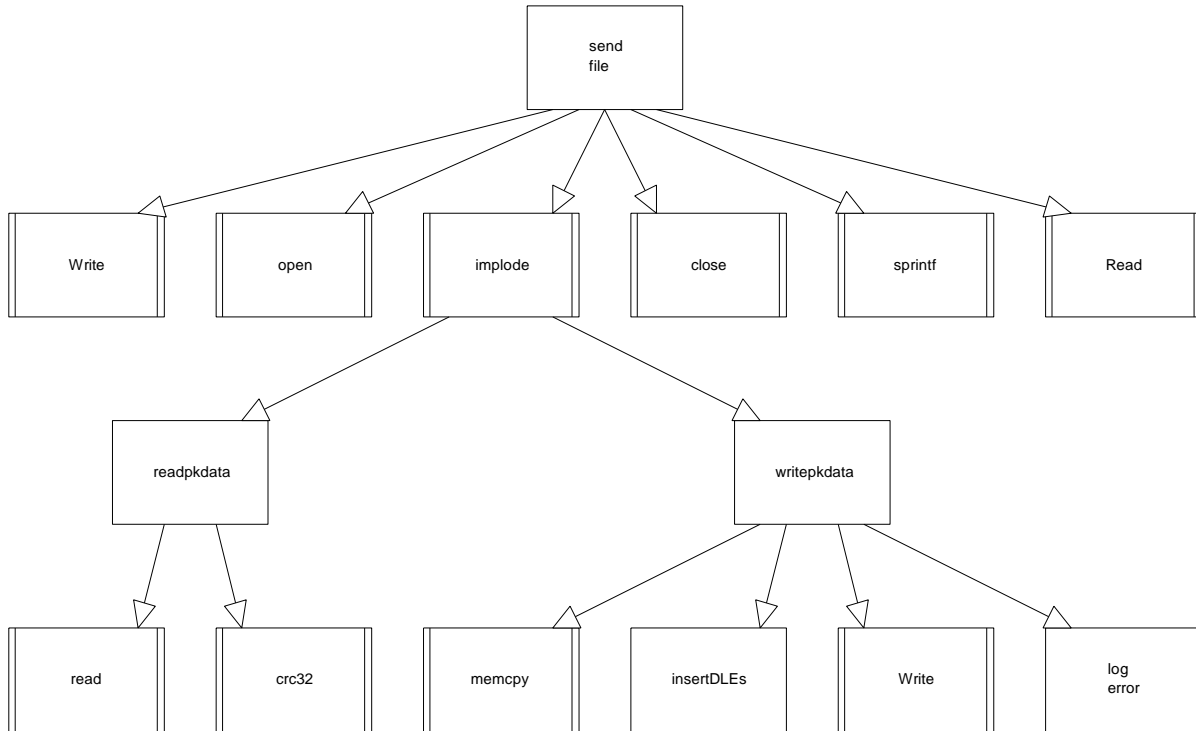 send
file
Write
open
implode
close
sprintf
Read
readpkdata
writepkdata
read
crc32
memcpy
insertDLEs
Write
log
error